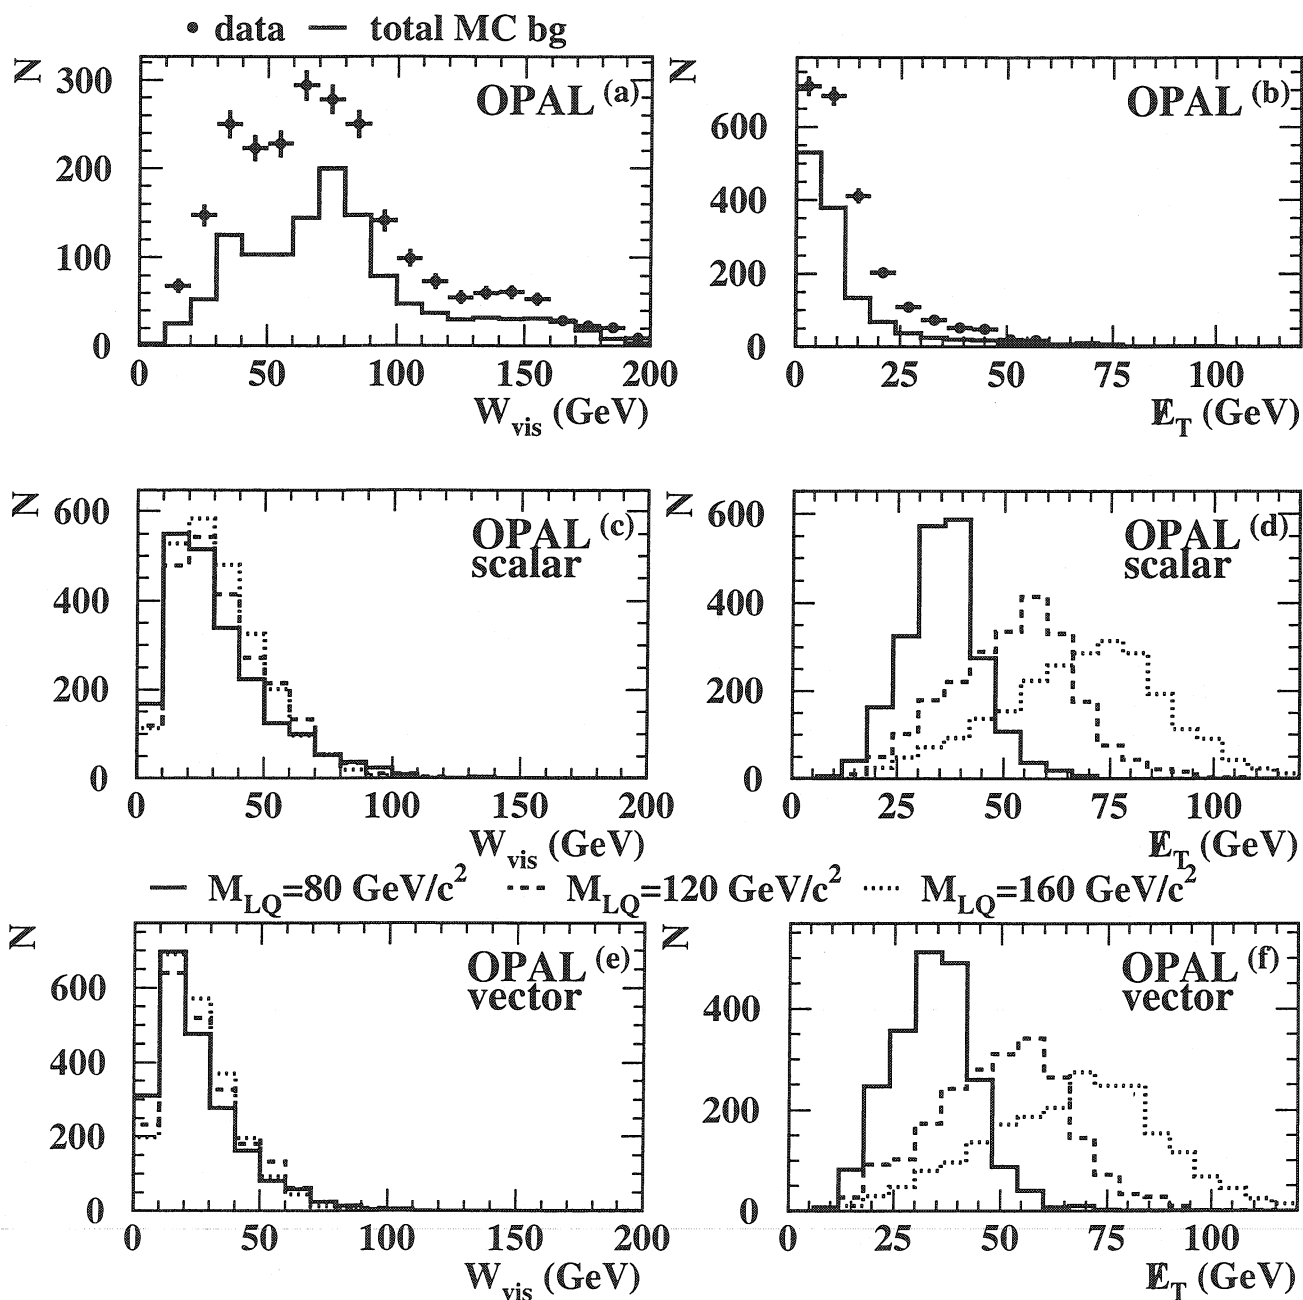 data total MC bg
N
300
200
100
0
OPAL (a)
0 50 100 150 200
W_vis (GeV)
N
600
400
200
0
OPAL (b)
0 25 50 75 100
E̸_T (GeV)
N
600
400
200
0
OPAL (c)
scalar
0 50 100 150 200
W_vis (GeV)
N
600
400
200
0
OPAL (d)
scalar
0 25 50 75 100
E̸_T (GeV)
M_LQ=80 GeV/c² M_LQ=120 GeV/c² M_LQ=160 GeV/c²
N
600
400
200
0
OPAL (e)
vector
0 50 100 150 200
W_vis (GeV)
N
400
200
0
OPAL (f)
vector
0 25 50 75 100
E̸_T (GeV)